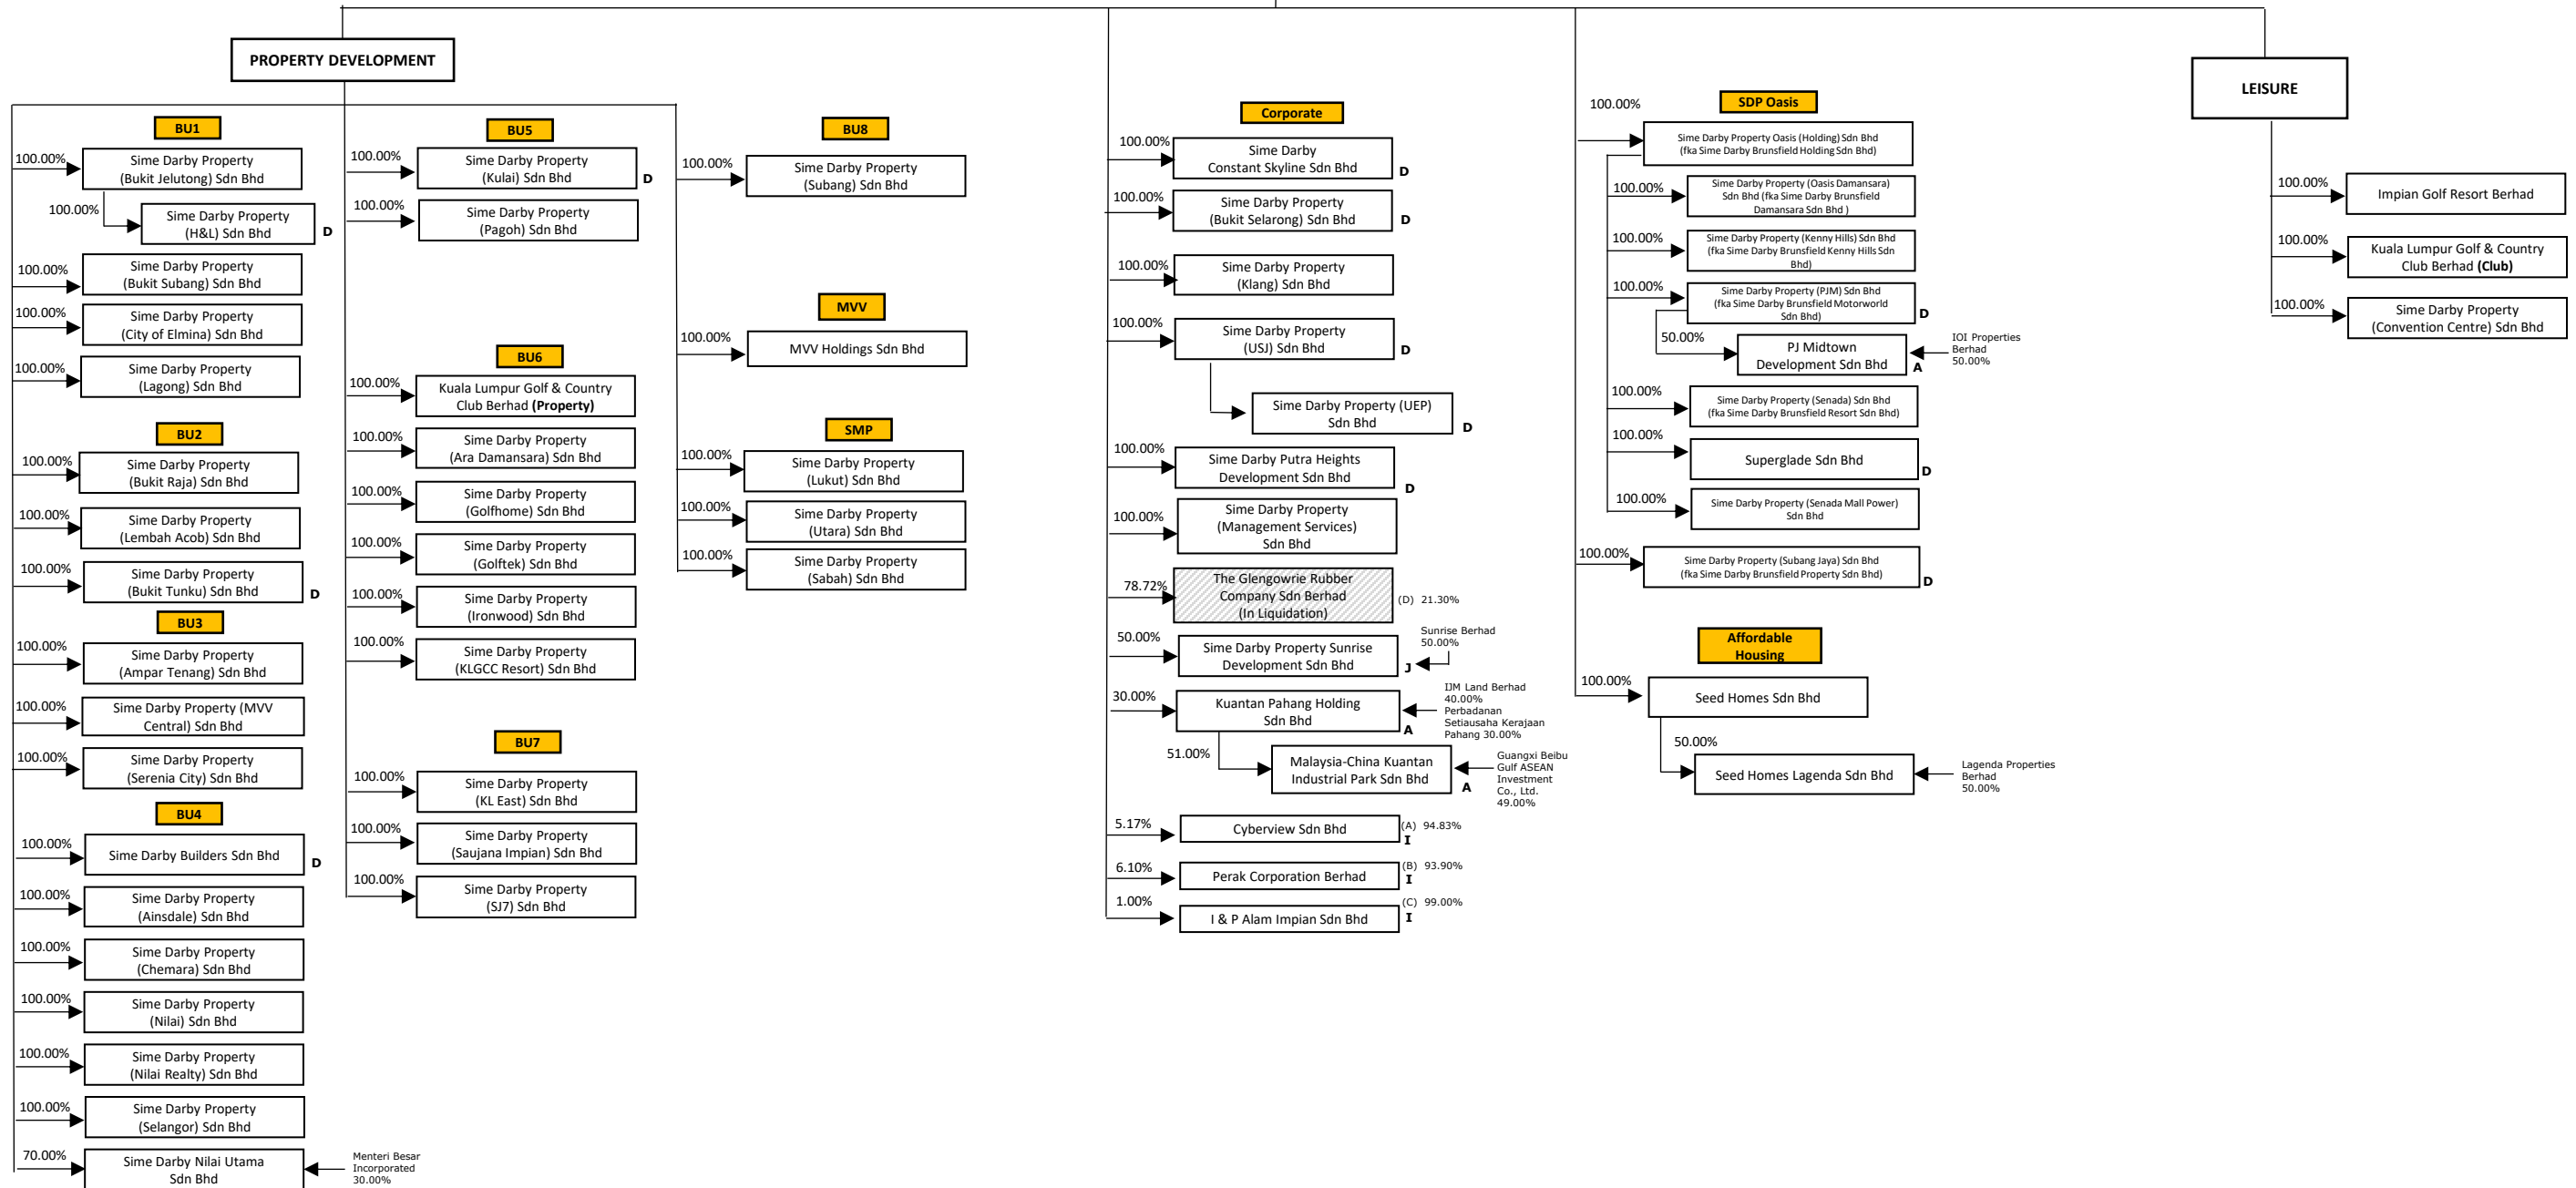 PROPERTY DEVELOPMENT
BU1
100.00%
Sime Darby Property
(Bukit Jelutong) Sdn Bhd
100.00%
Sime Darby Property
(H&L) Sdn Bhd
D
100.00%
Sime Darby Property
(Bukit Subang) Sdn Bhd
100.00%
Sime Darby Property
(City of Elmina) Sdn Bhd
100.00%
Sime Darby Property
(Lagong) Sdn Bhd
BU2
100.00%
Sime Darby Property
(Bukit Raja) Sdn Bhd
100.00%
Sime Darby Property
(Lembah Acob) Sdn Bhd
100.00%
Sime Darby Property
(Bukit Tunku) Sdn Bhd
D
BU3
100.00%
Sime Darby Property
(Ampar Tenang) Sdn Bhd
100.00%
Sime Darby Property (MVV
Central) Sdn Bhd
100.00%
Sime Darby Property
(Serenia City) Sdn Bhd
BU4
100.00%
Sime Darby Builders Sdn Bhd
D
100.00%
Sime Darby Property
(Ainsdale) Sdn Bhd
100.00%
Sime Darby Property
(Chemara) Sdn Bhd
100.00%
Sime Darby Property
(Nilai) Sdn Bhd
100.00%
Sime Darby Property
(Nilai Realty) Sdn Bhd
100.00%
Sime Darby Property
(Selangor) Sdn Bhd
70.00%
Sime Darby Nilai Utama
Sdn Bhd
Menteri Besar
Incorporated
30.00%
BU5
100.00%
Sime Darby Property
(Kulai) Sdn Bhd
D
100.00%
Sime Darby Property
(Pagoh) Sdn Bhd
BU6
100.00%
Kuala Lumpur Golf & Country
Club Berhad (Property)
100.00%
Sime Darby Property
(Ara Damansara) Sdn Bhd
100.00%
Sime Darby Property
(Golfhome) Sdn Bhd
100.00%
Sime Darby Property
(Golftek) Sdn Bhd
100.00%
Sime Darby Property
(Ironwood) Sdn Bhd
100.00%
Sime Darby Property
(KLGCC Resort) Sdn Bhd
BU7
100.00%
Sime Darby Property
(KL East) Sdn Bhd
100.00%
Sime Darby Property
(Saujana Impian) Sdn Bhd
100.00%
Sime Darby Property
(SJ7) Sdn Bhd
BU8
100.00%
Sime Darby Property
(Subang) Sdn Bhd
MVV
100.00%
MVV Holdings Sdn Bhd
SMP
100.00%
Sime Darby Property
(Lukut) Sdn Bhd
100.00%
Sime Darby Property
(Utara) Sdn Bhd
100.00%
Sime Darby Property
(Sabah) Sdn Bhd
Corporate
100.00%
Sime Darby
Constant Skyline Sdn Bhd
D
100.00%
Sime Darby Property
(Bukit Selarong) Sdn Bhd
D
100.00%
Sime Darby Property
(Klang) Sdn Bhd
100.00%
Sime Darby Property
(USJ) Sdn Bhd
D
Sime Darby Property (UEP)
Sdn Bhd
D
100.00%
Sime Darby Putra Heights
Development Sdn Bhd
D
100.00%
Sime Darby Property
(Management Services)
Sdn Bhd
78.72%
The Glengowrie Rubber
Company Sdn Berhad
(In Liquidation)
(D) 21.30%
50.00%
Sime Darby Property Sunrise
Development Sdn Bhd
J
Sunrise Berhad
50.00%
30.00%
Kuantan Pahang Holding
Sdn Bhd
A
IJM Land Berhad
40.00%
Perbadanan
Setiausaha Kerajaan
Pahang 30.00%
51.00%
Malaysia-China Kuantan
Industrial Park Sdn Bhd
A
Guangxi Beibu
Gulf ASEAN
Investment
Co., Ltd.
49.00%
5.17%
Cyberview Sdn Bhd
(A) 94.83%
I
6.10%
Perak Corporation Berhad
(B) 93.90%
I
1.00%
I & P Alam Impian Sdn Bhd
(C) 99.00%
I
SDP Oasis
100.00%
Sime Darby Property Oasis (Holding) Sdn Bhd
(fka Sime Darby Brunsfield Holding Sdn Bhd)
100.00%
Sime Darby Property (Oasis Damansara)
Sdn Bhd (fka Sime Darby Brunsfield
Damansara Sdn Bhd )
100.00%
Sime Darby Property (Kenny Hills) Sdn Bhd
(fka Sime Darby Brunsfield Kenny Hills Sdn
Bhd)
100.00%
Sime Darby Property (PJM) Sdn Bhd
(fka Sime Darby Brunsfield Motorworld
Sdn Bhd)
D
50.00%
PJ Midtown
Development Sdn Bhd
A
IOI Properties
Berhad
50.00%
100.00%
Sime Darby Property (Senada) Sdn Bhd
(fka Sime Darby Brunsfield Resort Sdn Bhd)
100.00%
Superglade Sdn Bhd
D
100.00%
Sime Darby Property (Senada Mall Power)
Sdn Bhd
100.00%
Sime Darby Property (Subang Jaya) Sdn Bhd
(fka Sime Darby Brunsfield Property Sdn Bhd)
D
Affordable
Housing
100.00%
Seed Homes Sdn Bhd
50.00%
Seed Homes Lagenda Sdn Bhd
Lagenda Properties
Berhad
50.00%
LEISURE
100.00%
Impian Golf Resort Berhad
100.00%
Kuala Lumpur Golf & Country
Club Berhad (Club)
100.00%
Sime Darby Property
(Convention Centre) Sdn Bhd